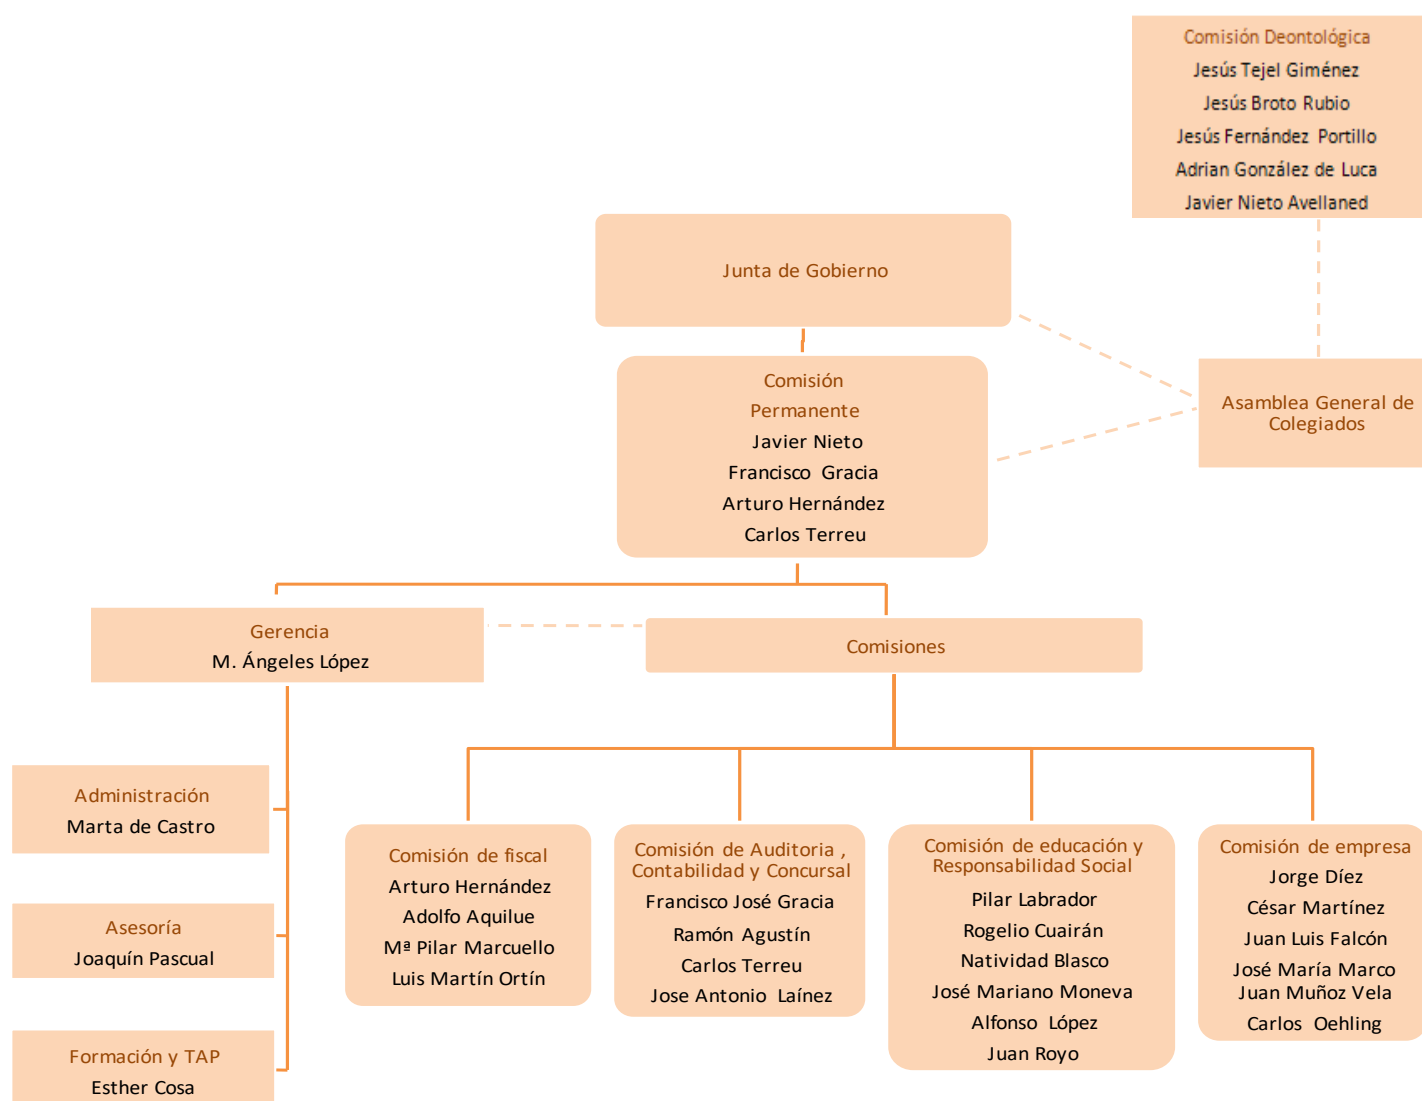 Comisión Deontológica
Jesús Tejel Giménez
Jesús Broto Rubio
Jesús Fernández Portillo
Adrian González de Luca
Javier Nieto Avellaned
Junta de Gobierno
Asamblea General de
Colegiados
Comisión
Permanente
Javier Nieto
Francisco Gracia
Arturo Hernández
Carlos Terreu
Gerencia
M. Ángeles López
Comisiones
Administración
Marta de Castro
Asesoría
Joaquín Pascual
Formación y TAP
Esther Cosa
Comisión de fiscal
Arturo Hernández
Adolfo Aquilue
Mª Pilar Marcuello
Luis Martín Ortín
Comisión de Auditoria ,
Contabilidad y Concursal
Francisco José Gracia
Ramón Agustín
Carlos Terreu
Jose Antonio Laínez
Comisión de educación y
Responsabilidad Social
Pilar Labrador
Rogelio Cuairán
Natividad Blasco
José Mariano Moneva
Alfonso López
Juan Royo
Comisión de empresa
Jorge Díez
César Martínez
Juan Luis Falcón
José María Marco
Juan Muñoz Vela
Carlos Oehling